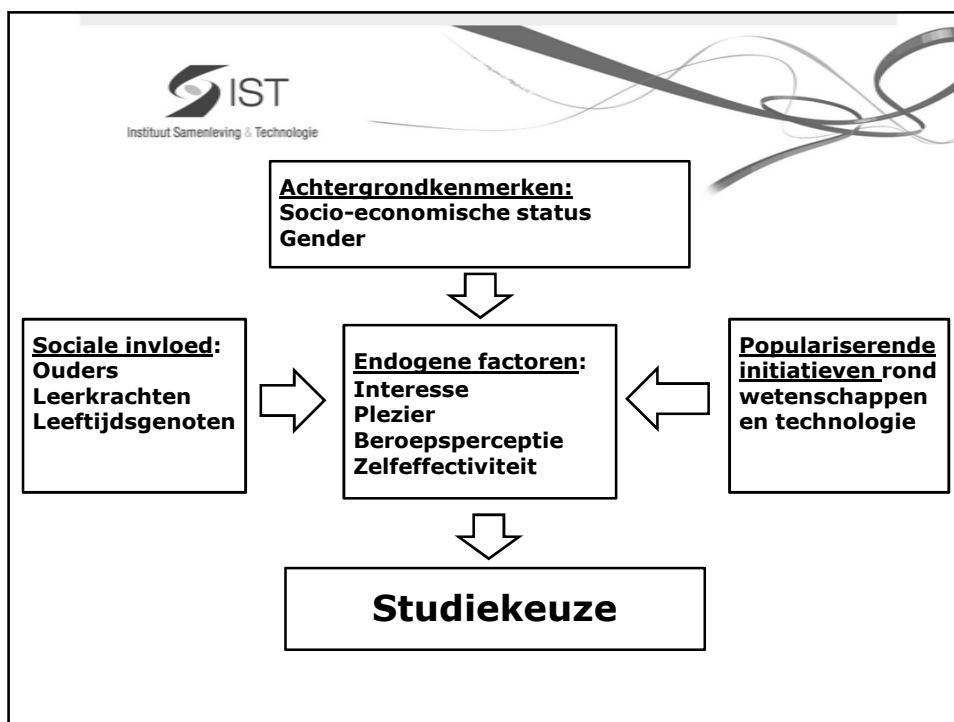 IST
Instituut Samenleving & Technologie
Achtergrondkenmerken:
Socio-economische status
Gender
Sociale invloed:
Ouders
Leerkrachten
Leeftijdsgenoten
Endogene factoren:
Interesse
Plezier
Beroepsperceptie
Zelfeffectiviteit
Populariserende
initiatieven rond
wetenschappen
en technologie
Studiekeuze